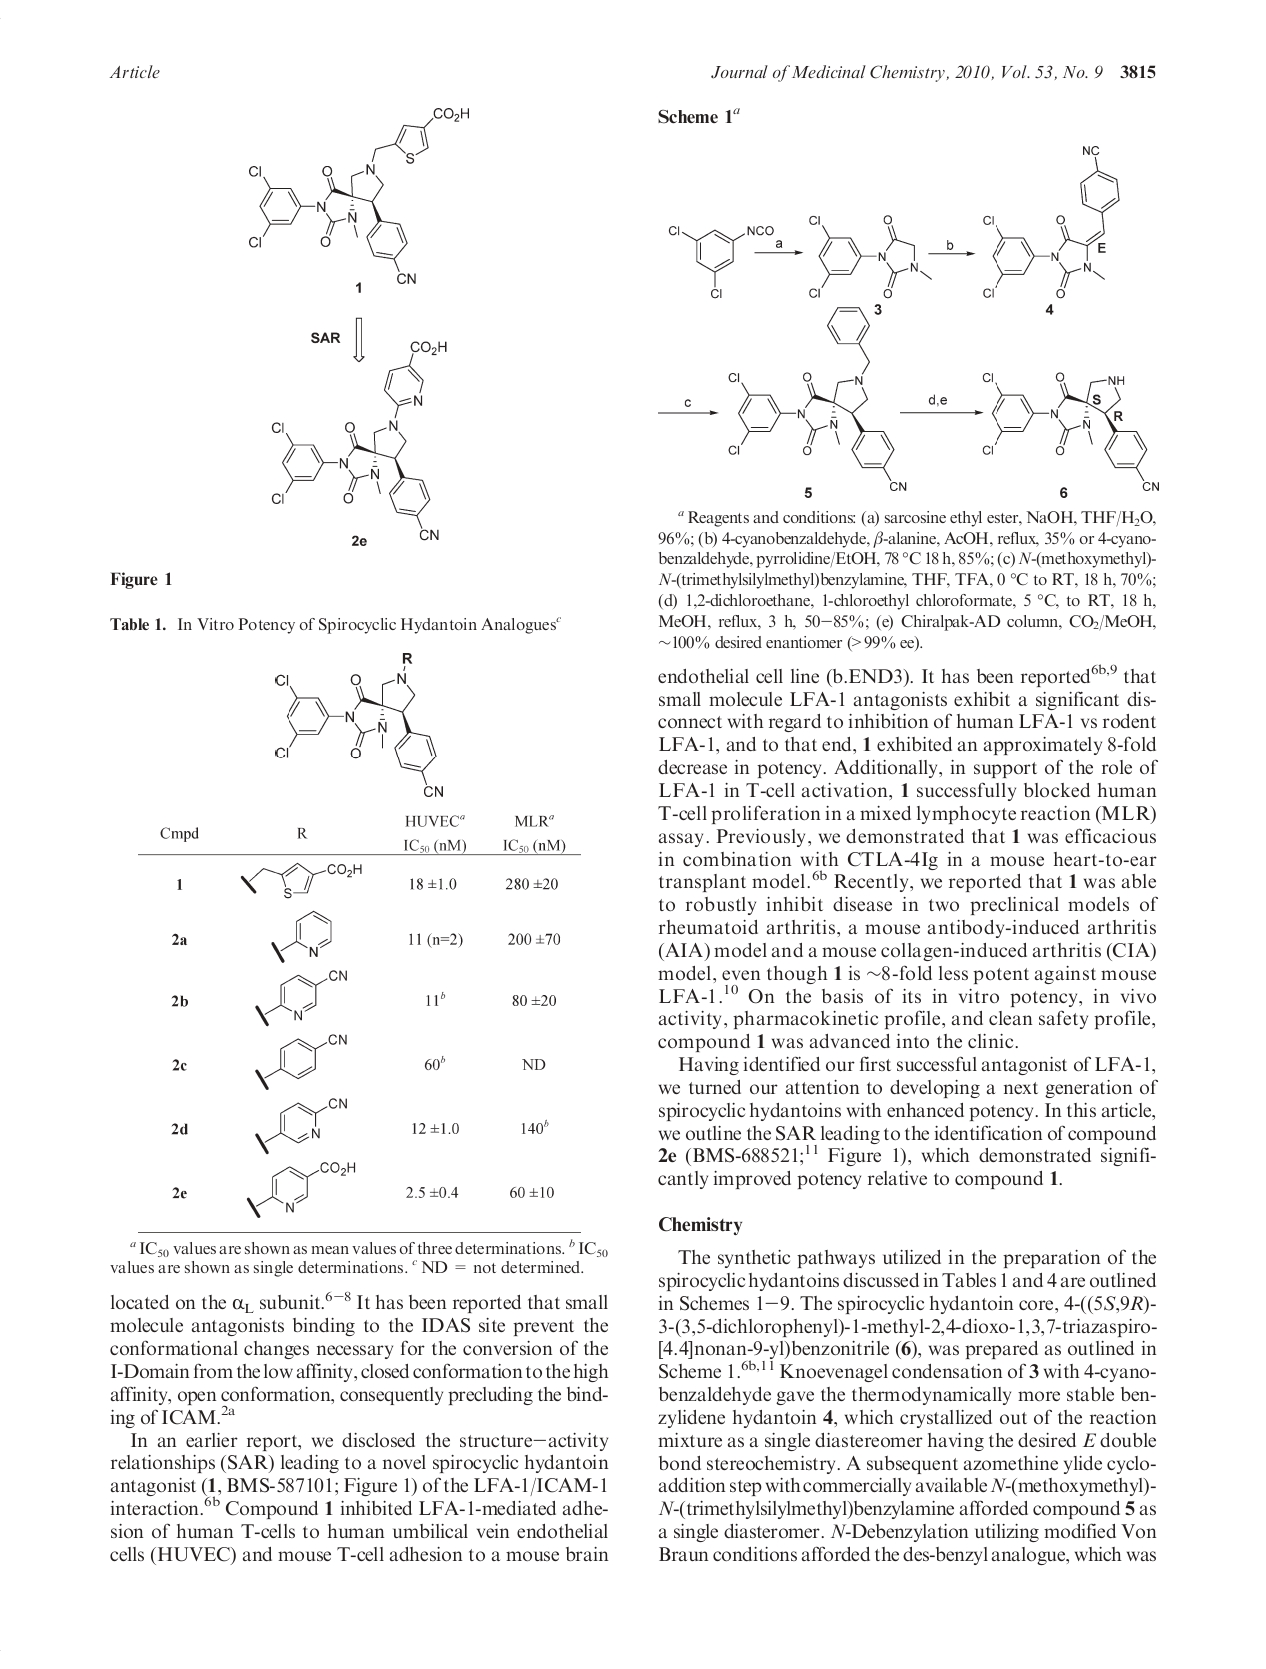 Article
Journal of Medicinal Chemistry, 2010, Vol. 53, No. 9 3815
CO2H
S
N
Cl
O
N
N
Cl
O
CN
1
SAR
CO2H
N
N
Cl
O
N
N
Cl
O
CN
2e
Figure 1
Table 1. In Vitro Potency of Spirocyclic Hydantoin Analogues^c
R
N
Cl
O
N
N
Cl
O
CN
Cmpd R HUVEC^a IC50 (nM) MLR^a IC50 (nM)
1 S CO2H 18 ±1.0 280 ±20
2a N 11 (n=2) 200 ±70
2b N CN 11^b 80 ±20
2c CN 60^b ND
2d N CN 12 ±1.0 140^b
2e N CO2H 2.5 ±0.4 60 ±10
^a IC50 values are shown as mean values of three determinations. ^b IC50
values are shown as single determinations. ^c ND = not determined.
located on the αL subunit.^6−8 It has been reported that small
molecule antagonists binding to the IDAS site prevent the
conformational changes necessary for the conversion of the
I-Domain from the low affinity, closed conformation to the high
affinity, open conformation, consequently precluding the bind-
ing of ICAM.^2a
In an earlier report, we disclosed the structure−activity
relationships (SAR) leading to a novel spirocyclic hydantoin
antagonist (1, BMS-587101; Figure 1) of the LFA-1/ICAM-1
interaction.^6b Compound 1 inhibited LFA-1-mediated adhe-
sion of human T-cells to human umbilical vein endothelial
cells (HUVEC) and mouse T-cell adhesion to a mouse brain
Scheme 1^a
Cl
NCO
Cl
a
Cl
O
N
N
Cl
O
3
b
NC
Cl
O
E
N
N
Cl
O
4
c
N
Cl
O
N
N
Cl
O
CN
5
d,e
Cl
O
NH
S
N
R
N
Cl
O
CN
6
^a Reagents and conditions: (a) sarcosine ethyl ester, NaOH, THF/H2O,
96%; (b) 4-cyanobenzaldehyde, β-alanine, AcOH, reflux, 35% or 4-cyano-
benzaldehyde, pyrrolidine/EtOH, 78 °C 18 h, 85%; (c) N-(methoxymethyl)-
N-(trimethylsilylmethyl)benzylamine, THF, TFA, 0 °C to RT, 18 h, 70%;
(d) 1,2-dichloroethane, 1-chloroethyl chloroformate, 5 °C, to RT, 18 h,
MeOH, reflux, 3 h, 50−85%; (e) Chiralpak-AD column, CO2/MeOH,
∼100% desired enantiomer (>99% ee).
endothelial cell line (b.END3). It has been reported^6b,9 that
small molecule LFA-1 antagonists exhibit a significant dis-
connect with regard to inhibition of human LFA-1 vs rodent
LFA-1, and to that end, 1 exhibited an approximately 8-fold
decrease in potency. Additionally, in support of the role of
LFA-1 in T-cell activation, 1 successfully blocked human
T-cell proliferation in a mixed lymphocyte reaction (MLR)
assay. Previously, we demonstrated that 1 was efficacious
in combination with CTLA-4Ig in a mouse heart-to-ear
transplant model.^6b Recently, we reported that 1 was able
to robustly inhibit disease in two preclinical models of
rheumatoid arthritis, a mouse antibody-induced arthritis
(AIA) model and a mouse collagen-induced arthritis (CIA)
model, even though 1 is ∼8-fold less potent against mouse
LFA-1.^10 On the basis of its in vitro potency, in vivo
activity, pharmacokinetic profile, and clean safety profile,
compound 1 was advanced into the clinic.
Having identified our first successful antagonist of LFA-1,
we turned our attention to developing a next generation of
spirocyclic hydantoins with enhanced potency. In this article,
we outline the SAR leading to the identification of compound
2e (BMS-688521;^11 Figure 1), which demonstrated signifi-
cantly improved potency relative to compound 1.
Chemistry
The synthetic pathways utilized in the preparation of the
spirocyclic hydantoins discussed in Tables 1 and 4 are outlined
in Schemes 1−9. The spirocyclic hydantoin core, 4-((5S,9R)-
3-(3,5-dichlorophenyl)-1-methyl-2,4-dioxo-1,3,7-triazaspiro-
[4.4]nonan-9-yl)benzonitrile (6), was prepared as outlined in
Scheme 1.^6b,11 Knoevenagel condensation of 3 with 4-cyano-
benzaldehyde gave the thermodynamically more stable ben-
zylidene hydantoin 4, which crystallized out of the reaction
mixture as a single diastereomer having the desired E double
bond stereochemistry. A subsequent azomethine ylide cyclo-
addition step with commercially available N-(methoxymethyl)-
N-(trimethylsilylmethyl)benzylamine afforded compound 5 as
a single diasteromer. N-Debenzylation utilizing modified Von
Braun conditions afforded the des-benzyl analogue, which was